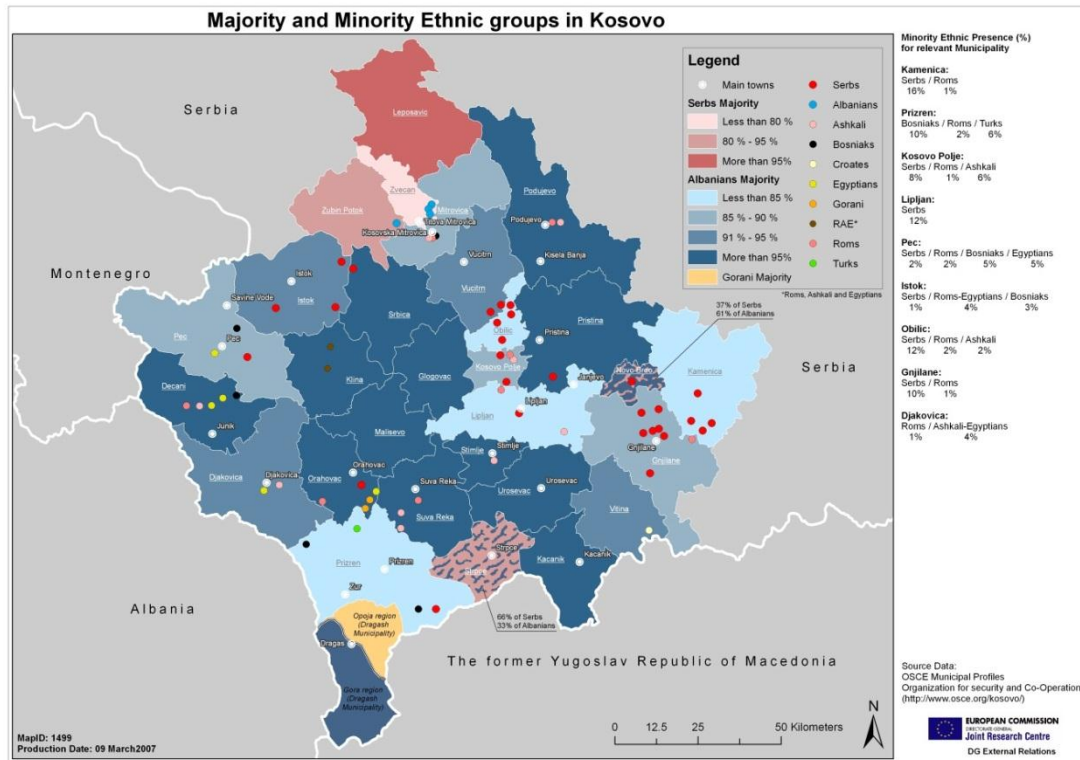 Majority and Minority Ethnic groups in Kosovo
Serbia
Montenegro
Albania
Serbia
The former Yugoslav Republic of Macedonia
Legend
Main towns
Serbs Majority
Less than 80 %
80 % - 95 %
More than 95%
Albanians Majority
Less than 85 %
85 % - 90 %
91 % - 95 %
More than 95%
Gorani Majority
Serbs
Albanians
Ashkali
Bosniaks
Croates
Egyptians
Gorani
RAE*
Roms
Turks
*Roms, Ashkali and Egyptians
Leposavic
Zvecan
Zubin Potok
Mitrovica
Titova Mitrovica
Kosovska Mitrovica
Podujevo
Podujevo
Kisela Banja
Istok
Istok
Vucitrn
Vucitrn
Savine Vode
Pec
Pec
Srbica
Obilic
Pristina
Pristina
37% of Serbs
61% of Albanians
Decani
Klina
Glogovac
Kosovo Polje
Janjevo
Novo Brdo
Kamenica
Junik
Lipljan
Lipljan
Malisevo
Stimlje
Stimlje
Gnjilane
Gnjilane
Djakovica
Djakovica
Orahovac
Orahovac
Suva Reka
Suva Reka
Urosevac
Urosevac
Vitina
Prizren
Prizren
Strpce
Strpce
Kacanik
Kacanik
Zur
66% of Serbs
33% of Albanians
Opoja region
(Dragash
Municipality)
Dragas
Gora region
(Dragash
Municipality)
N
0 12.5 25 50 Kilometers
MapID: 1499
Production Date: 09 March2007
Minority Ethnic Presence (%)
for relevant Municipality
Kamenica:
Serbs / Roms
16% 1%
Prizren:
Bosniaks / Roms / Turks
10% 2% 6%
Kosovo Polje:
Serbs / Roms / Ashkali
8% 1% 6%
Lipljan:
Serbs
12%
Pec:
Serbs / Roms / Bosniaks / Egyptians
2% 2% 5% 5%
Istok:
Serbs / Roms-Egyptians / Bosniaks
1% 4% 3%
Obilic:
Serbs / Roms / Ashkali
12% 2% 2%
Gnjilane:
Serbs / Roms
10% 1%
Djakovica:
Roms / Ashkali-Egyptians
1% 4%
Source Data:
OSCE Municipal Profiles
Organization for security and Co-Operation
(http://www.osce.org/kosovo/)
EUROPEAN COMMISSION
DIRECTORATE GENERAL
Joint Research Centre
DG External Relations